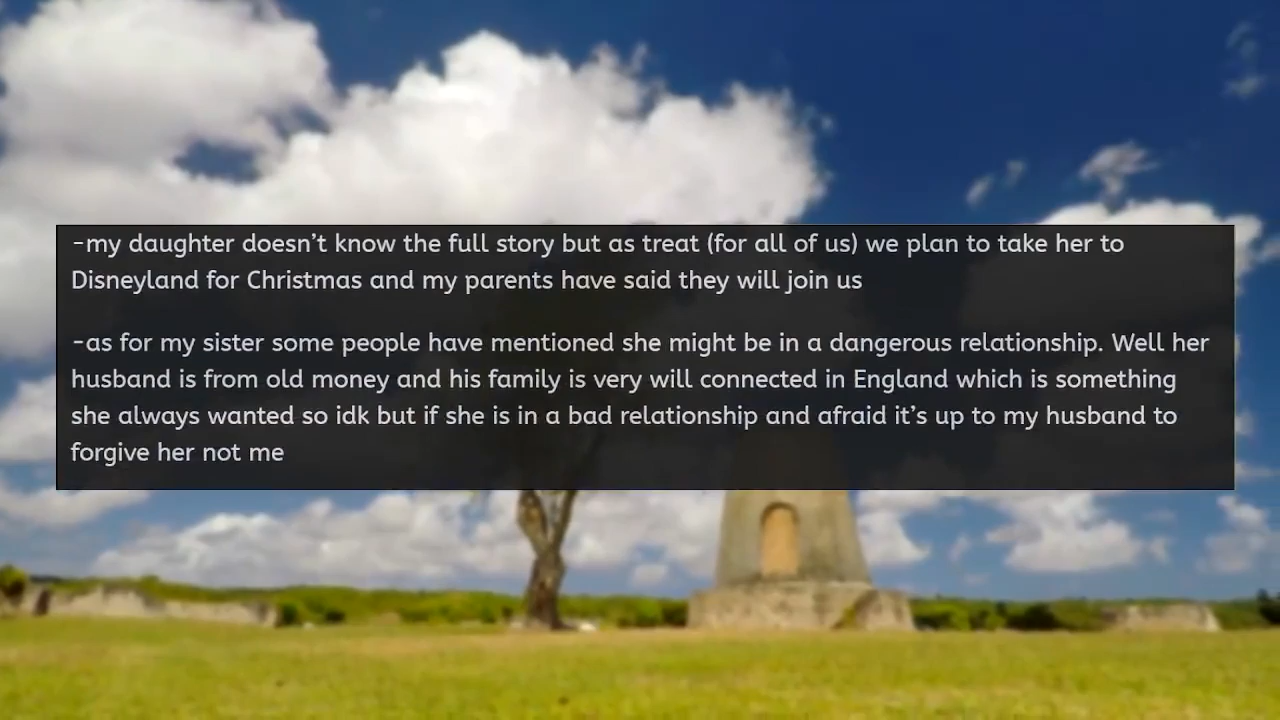 -my daughter doesn’t know the full story but as treat (for all of us) we plan to take her to
Disneyland for Christmas and my parents have said they will join us
-as for my sister some people have mentioned she might be in a dangerous relationship. Well her
husband is from old money and his family is very will connected in England which is something
she always wanted so idk but if she is in a bad relationship and afraid it’s up to my husband to
forgive her not me